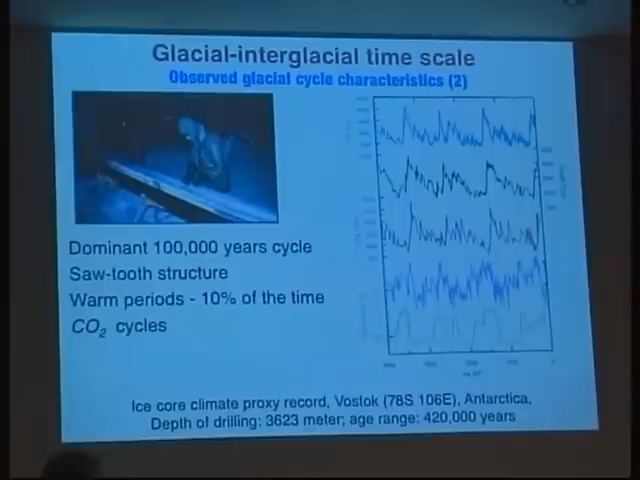 Glacial-interglacial time scale
Observed glacial cycle characteristics (2)
Dominant 100,000 years cycle
Saw-tooth structure
Warm periods - 10% of the time
CO₂ cycles
Ice core climate proxy record, Vostok (78S 106E), Antarctica,
Depth of drilling: 3623 meter; age range: 420,000 years